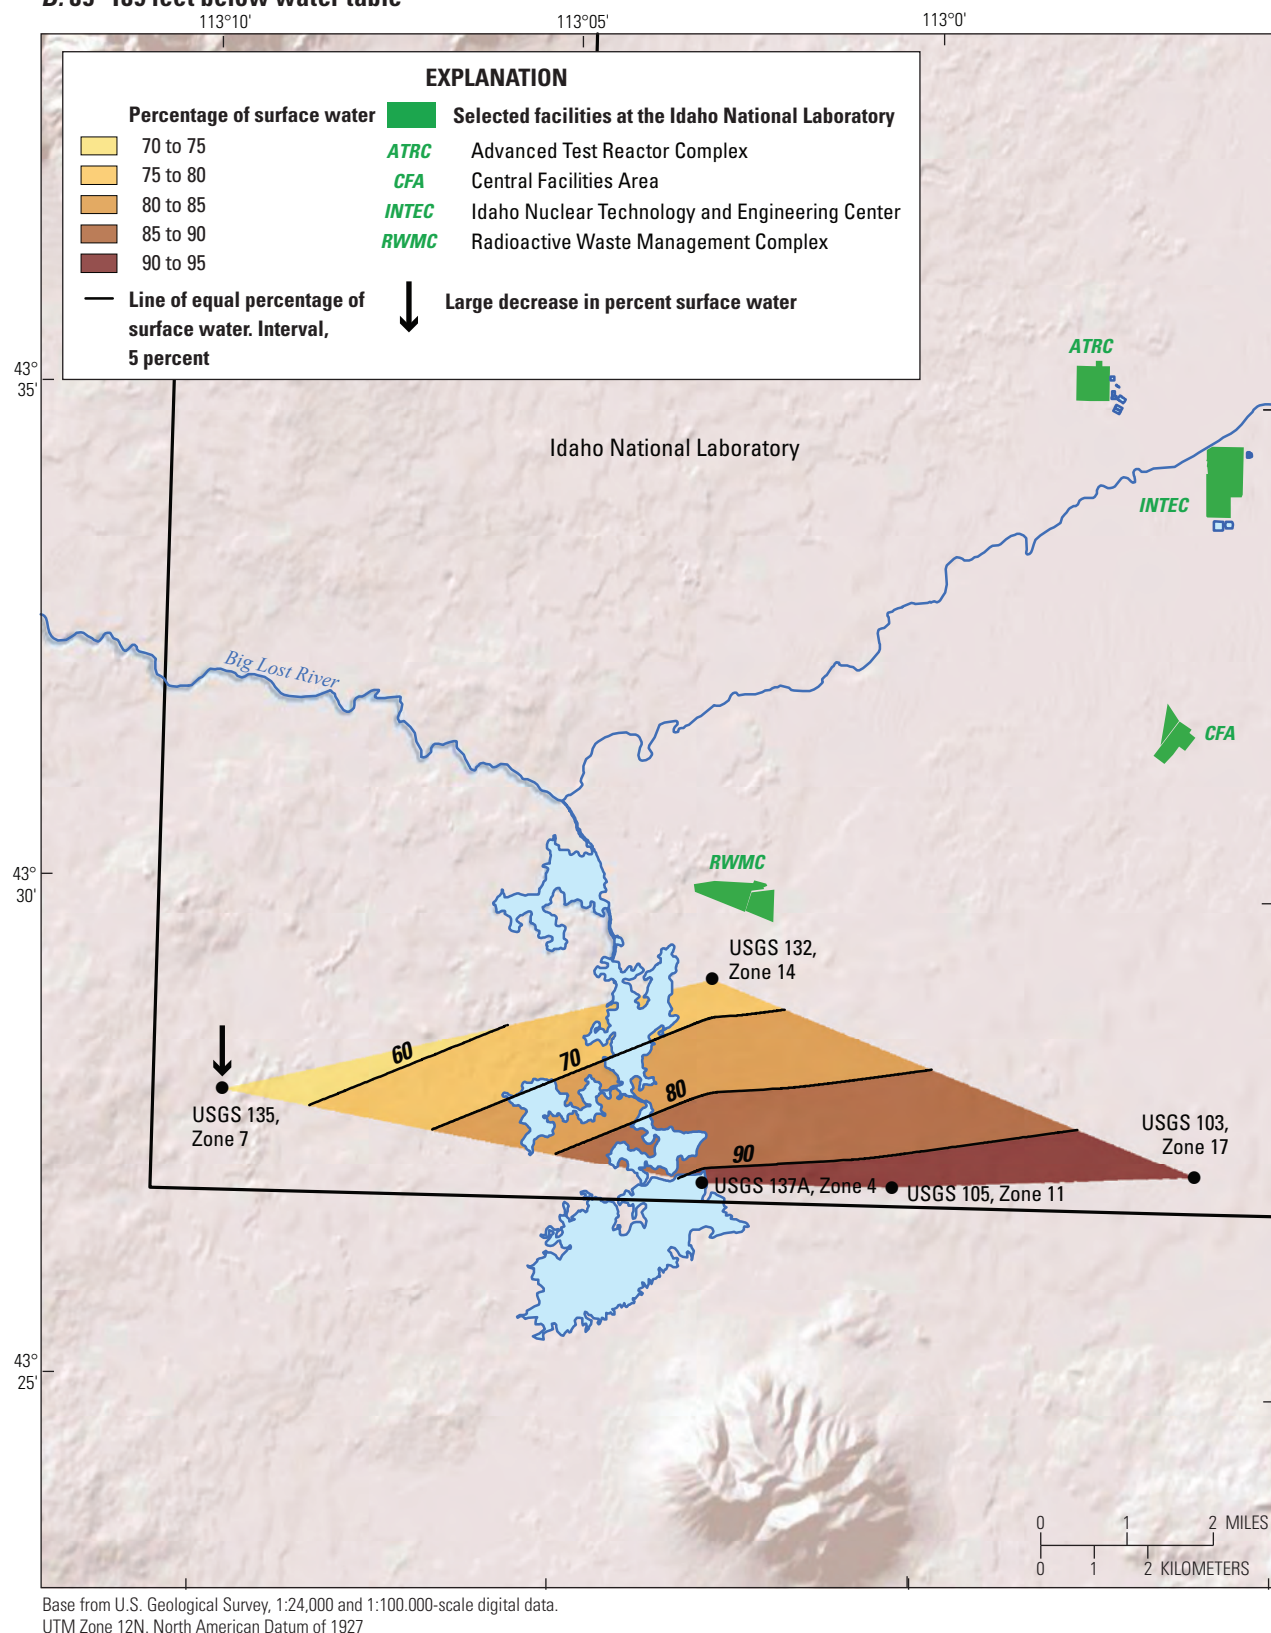 113°10'
113°05'
113°0'
EXPLANATION
Percentage of surface water
70 to 75
75 to 80
80 to 85
85 to 90
90 to 95
Line of equal percentage of
surface water. Interval,
5 percent
Selected facilities at the Idaho National Laboratory
ATRC Advanced Test Reactor Complex
CFA Central Facilities Area
INTEC Idaho Nuclear Technology and Engineering Center
RWMC Radioactive Waste Management Complex
Large decrease in percent surface water
43°
35'
ATRC
Idaho National Laboratory
INTEC
Big Lost River
CFA
43°
30'
RWMC
USGS 132,
Zone 14
60
70
80
90
USGS 135,
Zone 7
USGS 103,
Zone 17
USGS 137A, Zone 4
USGS 105, Zone 11
43°
25'
0 1 2 MILES
0 1 2 KILOMETERS
Base from U.S. Geological Survey, 1:24,000 and 1:100.000-scale digital data.
UTM Zone 12N. North American Datum of 1927